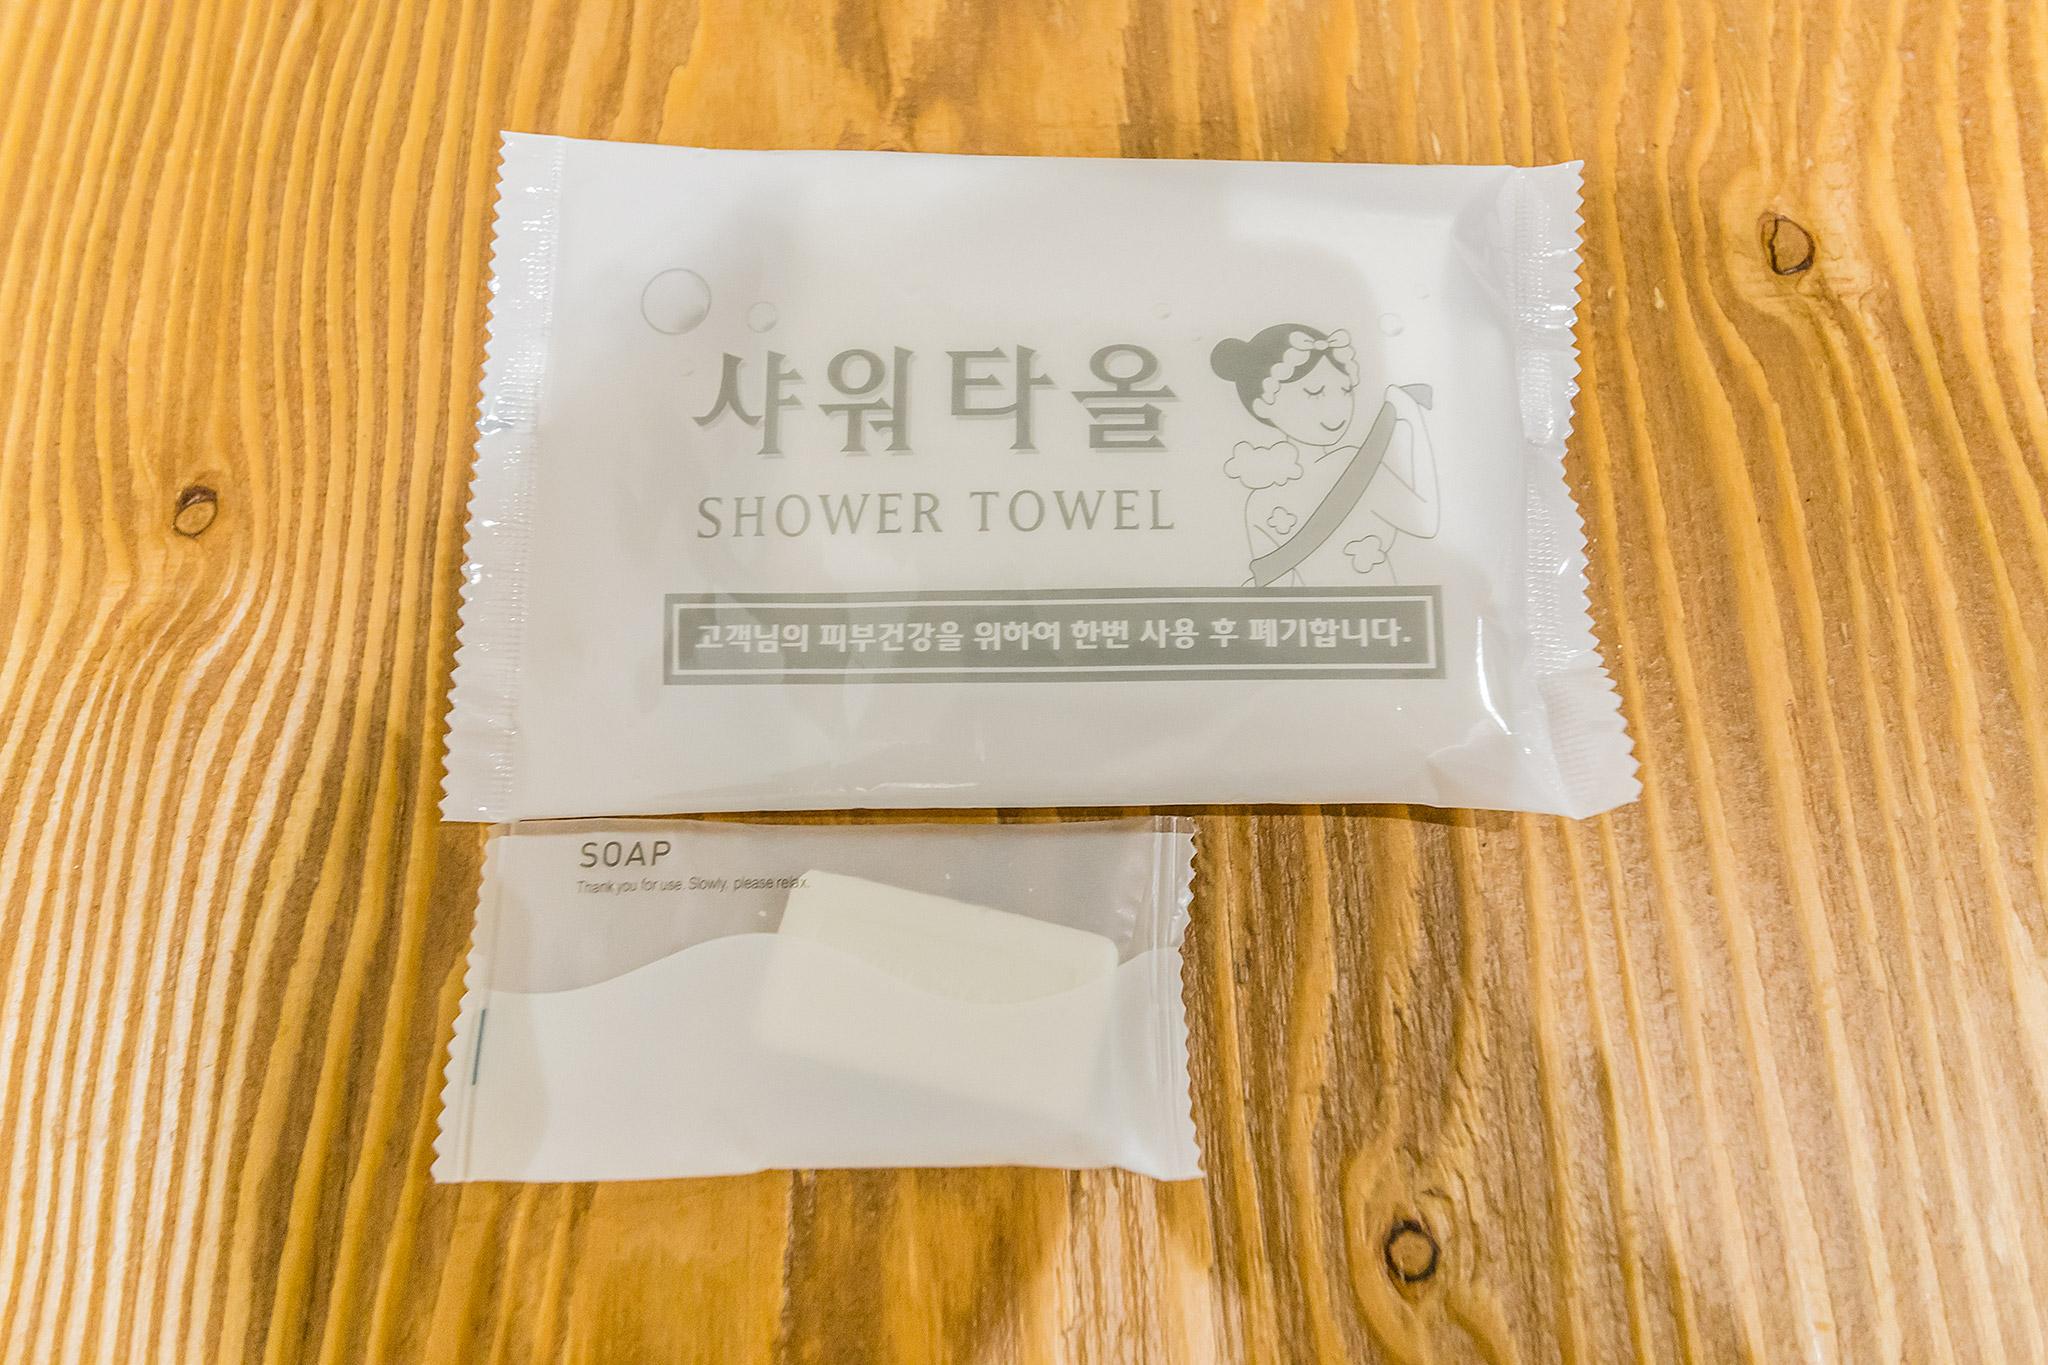 샤워타올
SHOWER TOWEL
고객님의 피부건강을 위하여 한번 사용 후 폐기합니다.
SOAP
Thank you for use. Slowly, please relax.